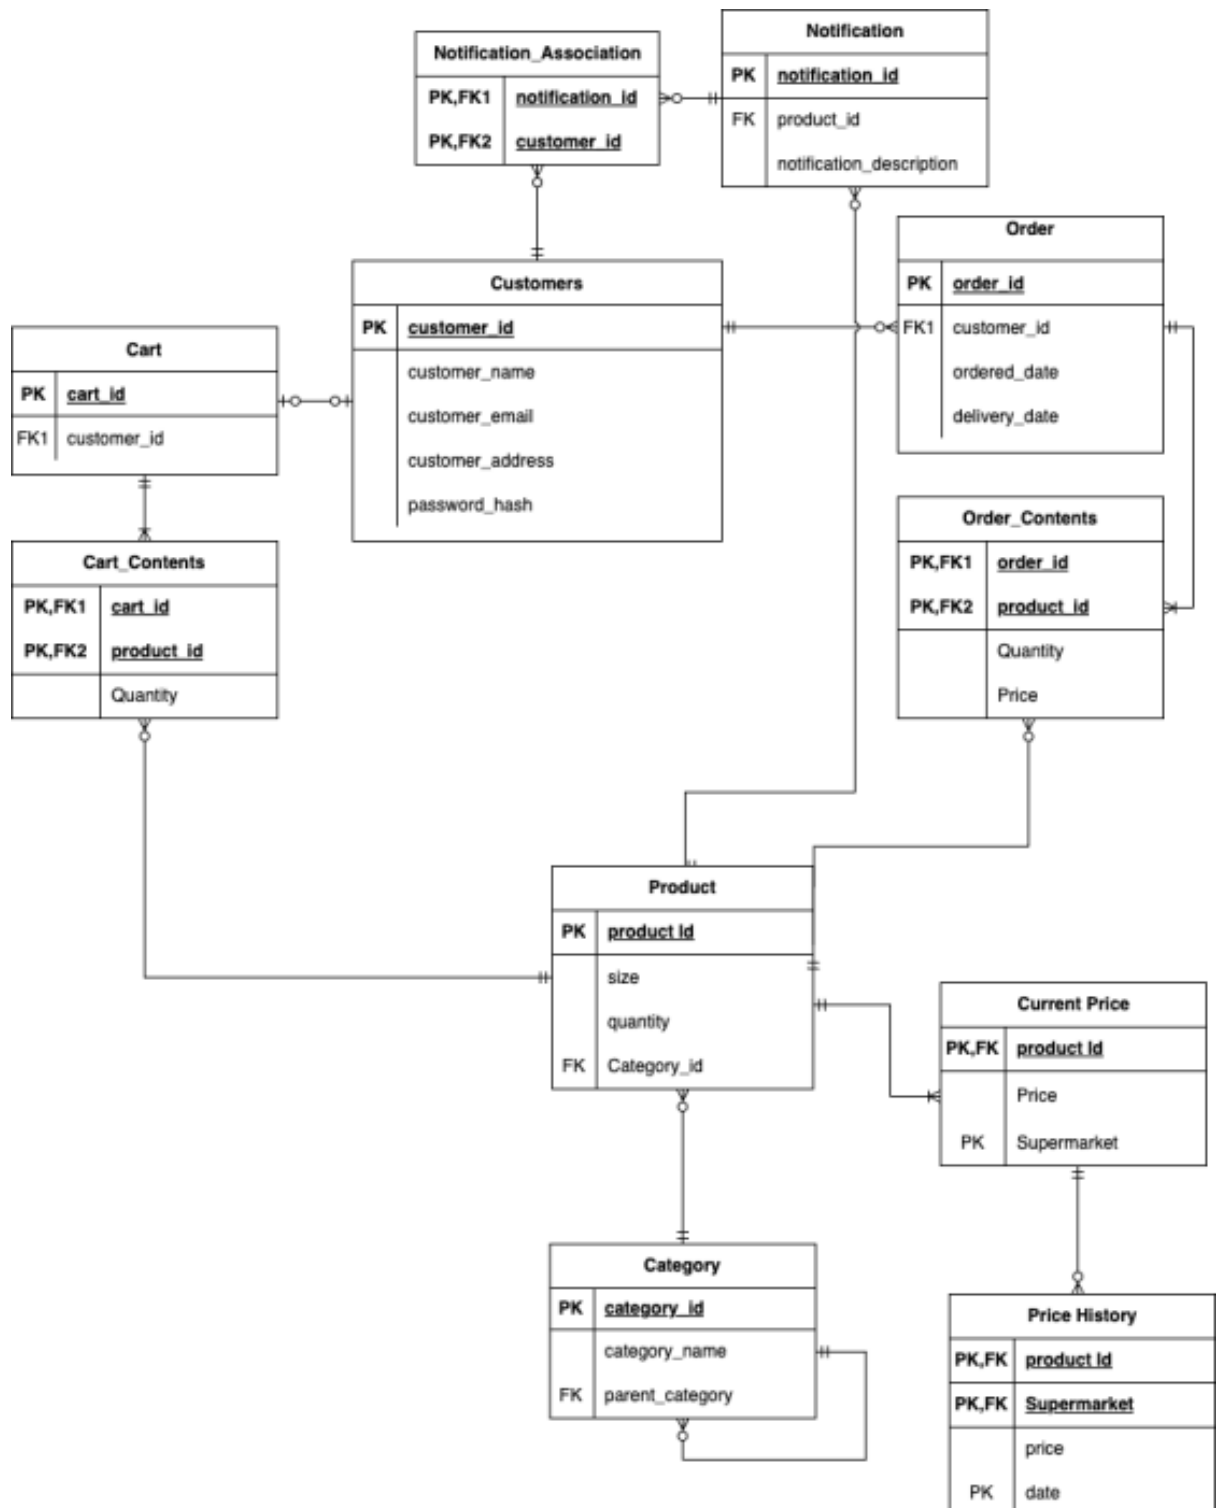 Notification_Association
PK,FK1 notification_id
PK,FK2 customer_id
Notification
PK notification_id
FK product_id
notification_description
Order
PK order_id
FK1 customer_id
ordered_date
delivery_date
Customers
PK customer_id
customer_name
customer_email
customer_address
password_hash
Cart
PK cart_id
FK1 customer_id
Cart_Contents
PK,FK1 cart_id
PK,FK2 product_id
Quantity
Order_Contents
PK,FK1 order_id
PK,FK2 product_id
Quantity
Price
Product
PK product Id
size
quantity
FK Category_id
Current Price
PK,FK product Id
Price
PK Supermarket
Category
PK category_id
category_name
FK parent_category
Price History
PK,FK product Id
PK,FK Supermarket
price
PK date